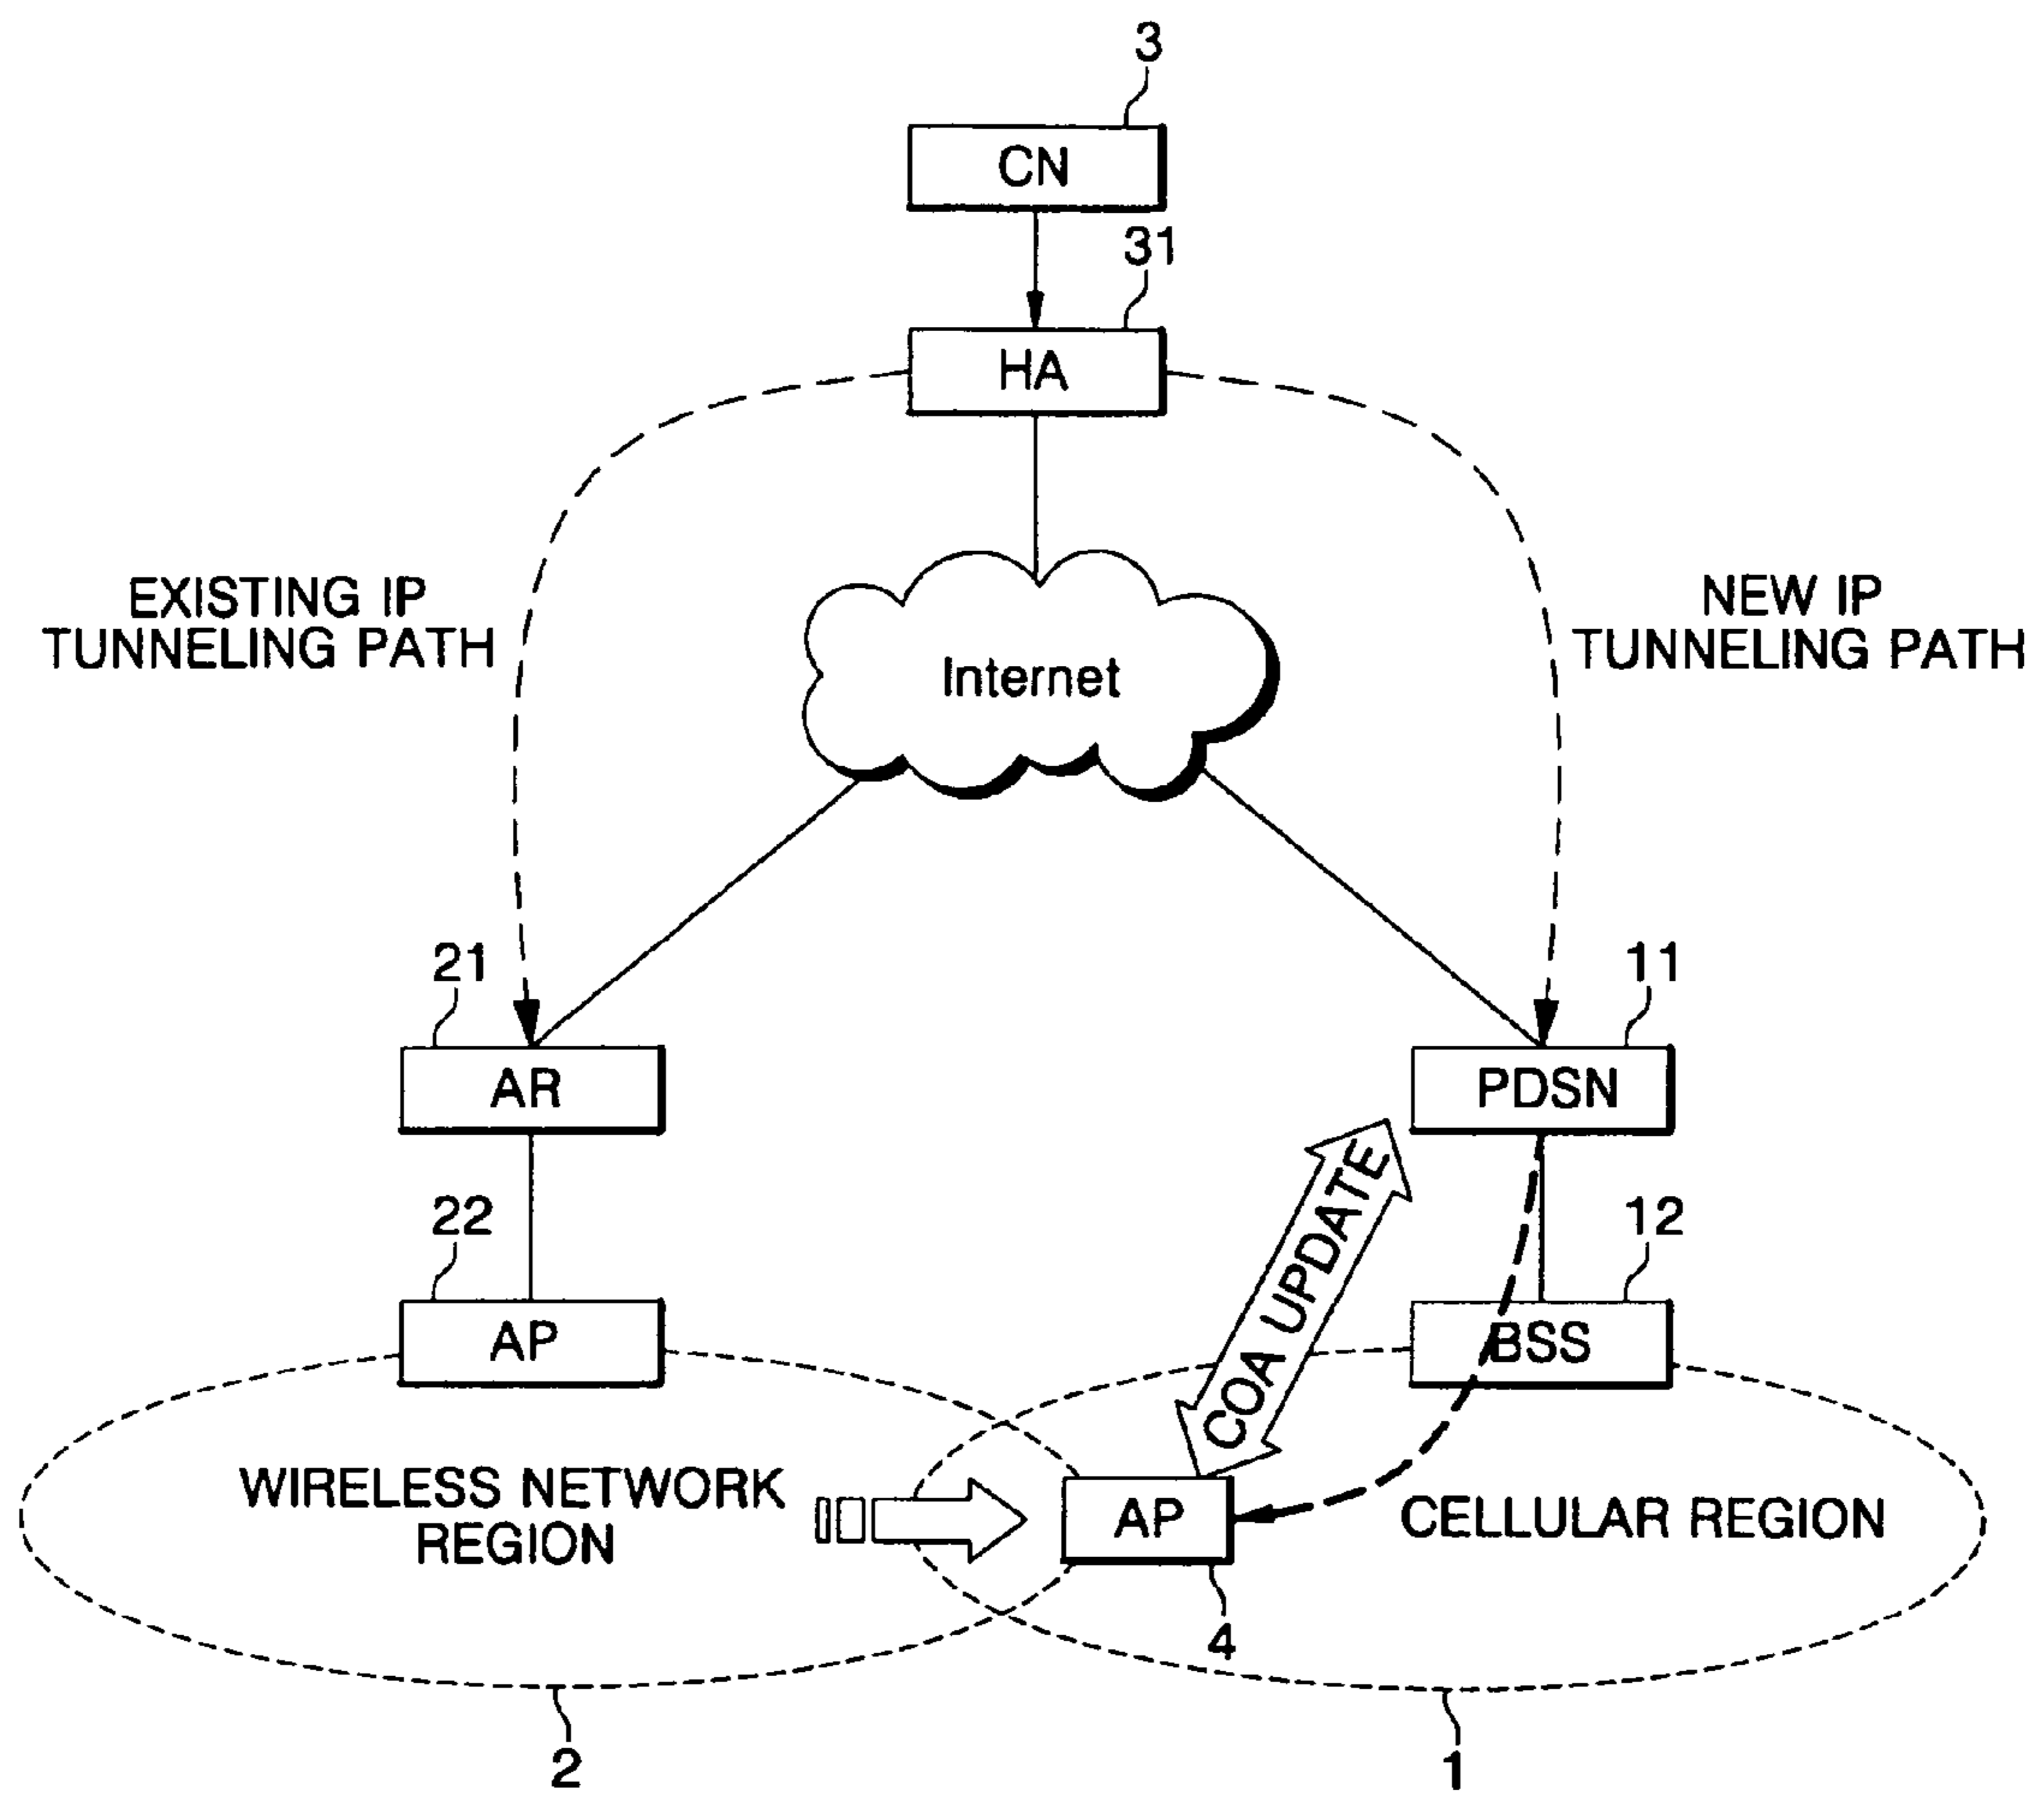 3
CN
31
HA
EXISTING IP
TUNNELING PATH
NEW IP
TUNNELING PATH
Internet
21
11
AR
PDSN
22
12
COA UPDATE
AP
BSS
WIRELESS NETWORK
REGION
AP
CELLULAR REGION
4
2
1